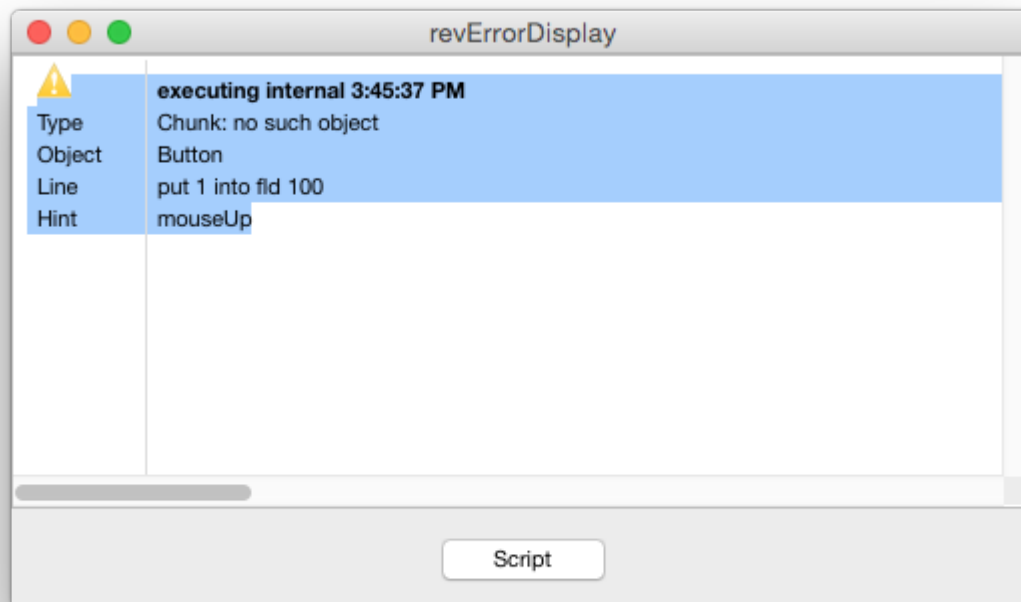 revErrorDisplay
executing internal 3:45:37 PM
Type Chunk: no such object
Object Button
Line put 1 into fld 100
Hint mouseUp
Script